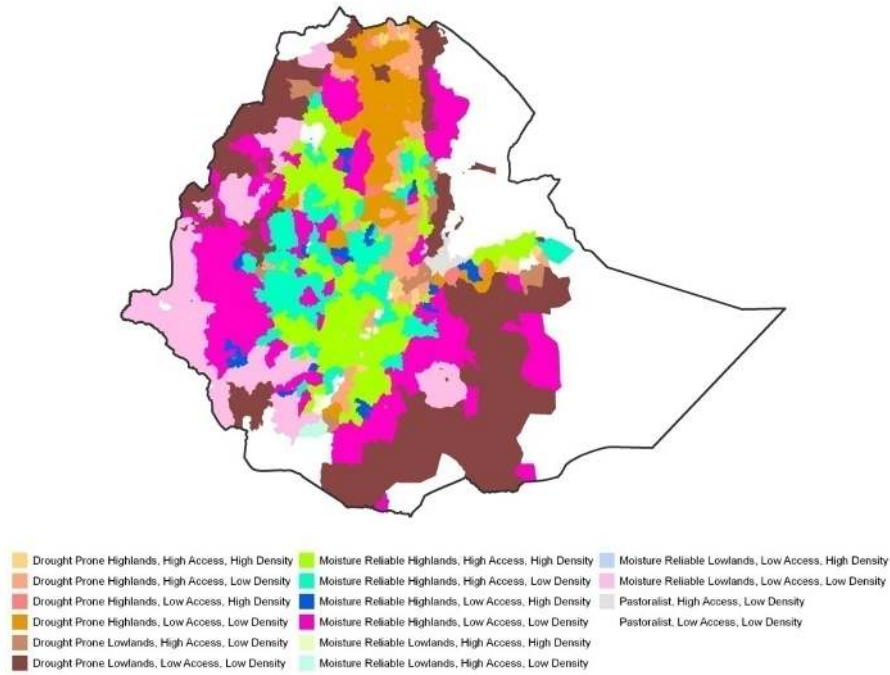 Drought Prone Highlands, High Access, High Density
Drought Prone Highlands, High Access, Low Density
Drought Prone Highlands, Low Access, High Density
Drought Prone Highlands, Low Access, Low Density
Drought Prone Lowlands, High Access, Low Density
Drought Prone Lowlands, Low Access, Low Density
Moisture Reliable Highlands, High Access, High Density
Moisture Reliable Highlands, High Access, Low Density
Moisture Reliable Highlands, Low Access, High Density
Moisture Reliable Highlands, Low Access, Low Density
Moisture Reliable Lowlands, High Access, High Density
Moisture Reliable Lowlands, High Access, Low Density
Moisture Reliable Lowlands, Low Access, High Density
Moisture Reliable Lowlands, Low Access, Low Density
Pastoralist, High Access, Low Density
Pastoralist, Low Access, Low Density